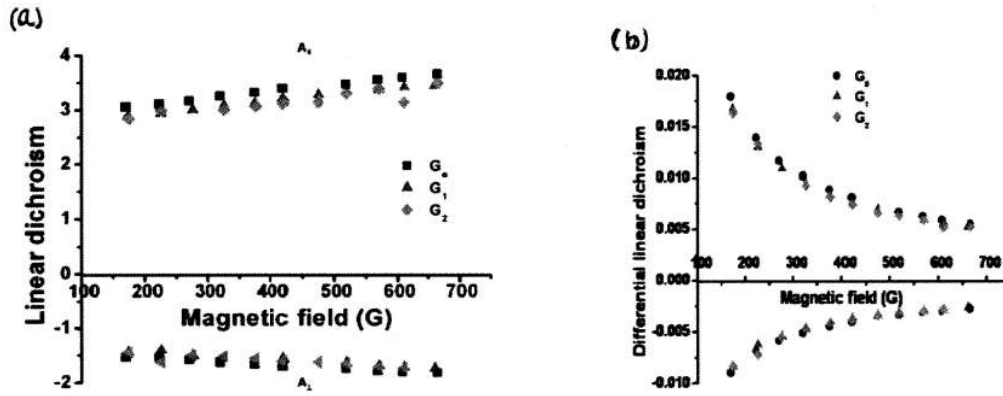 (a)
A∥
4
3
2
1
0
-1
-2
100 200 300 400 500 600 700
Linear dichroism
Magnetic field (G)
G₀
G₁
G₂
A⊥
(b)
0.020
0.015
0.010
0.005
0.000
-0.005
-0.010
100 200 300 400 500 600 700
Differential linear dichroism
Magnetic field (G)
G₀
G₁
G₂